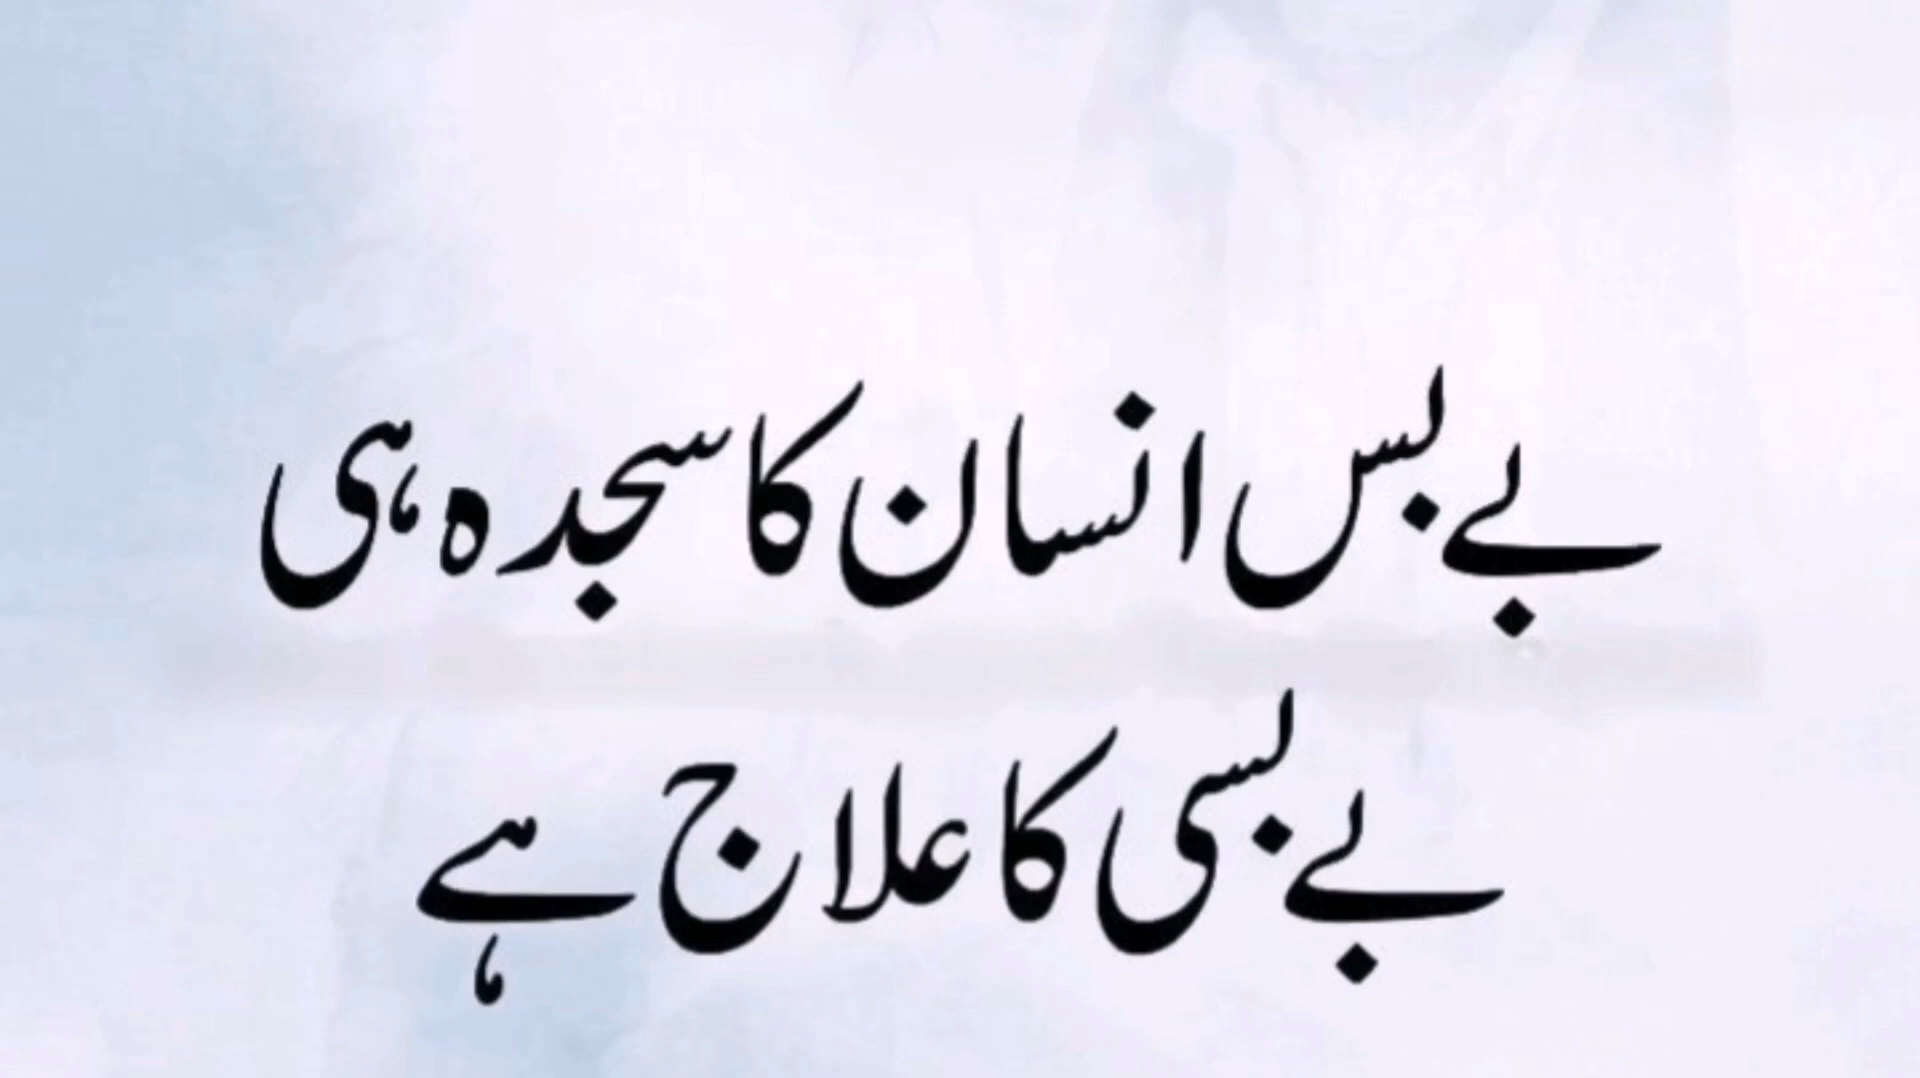 بے بس انسان کا سجدہ ہی
بے بسی کا علاج ہے